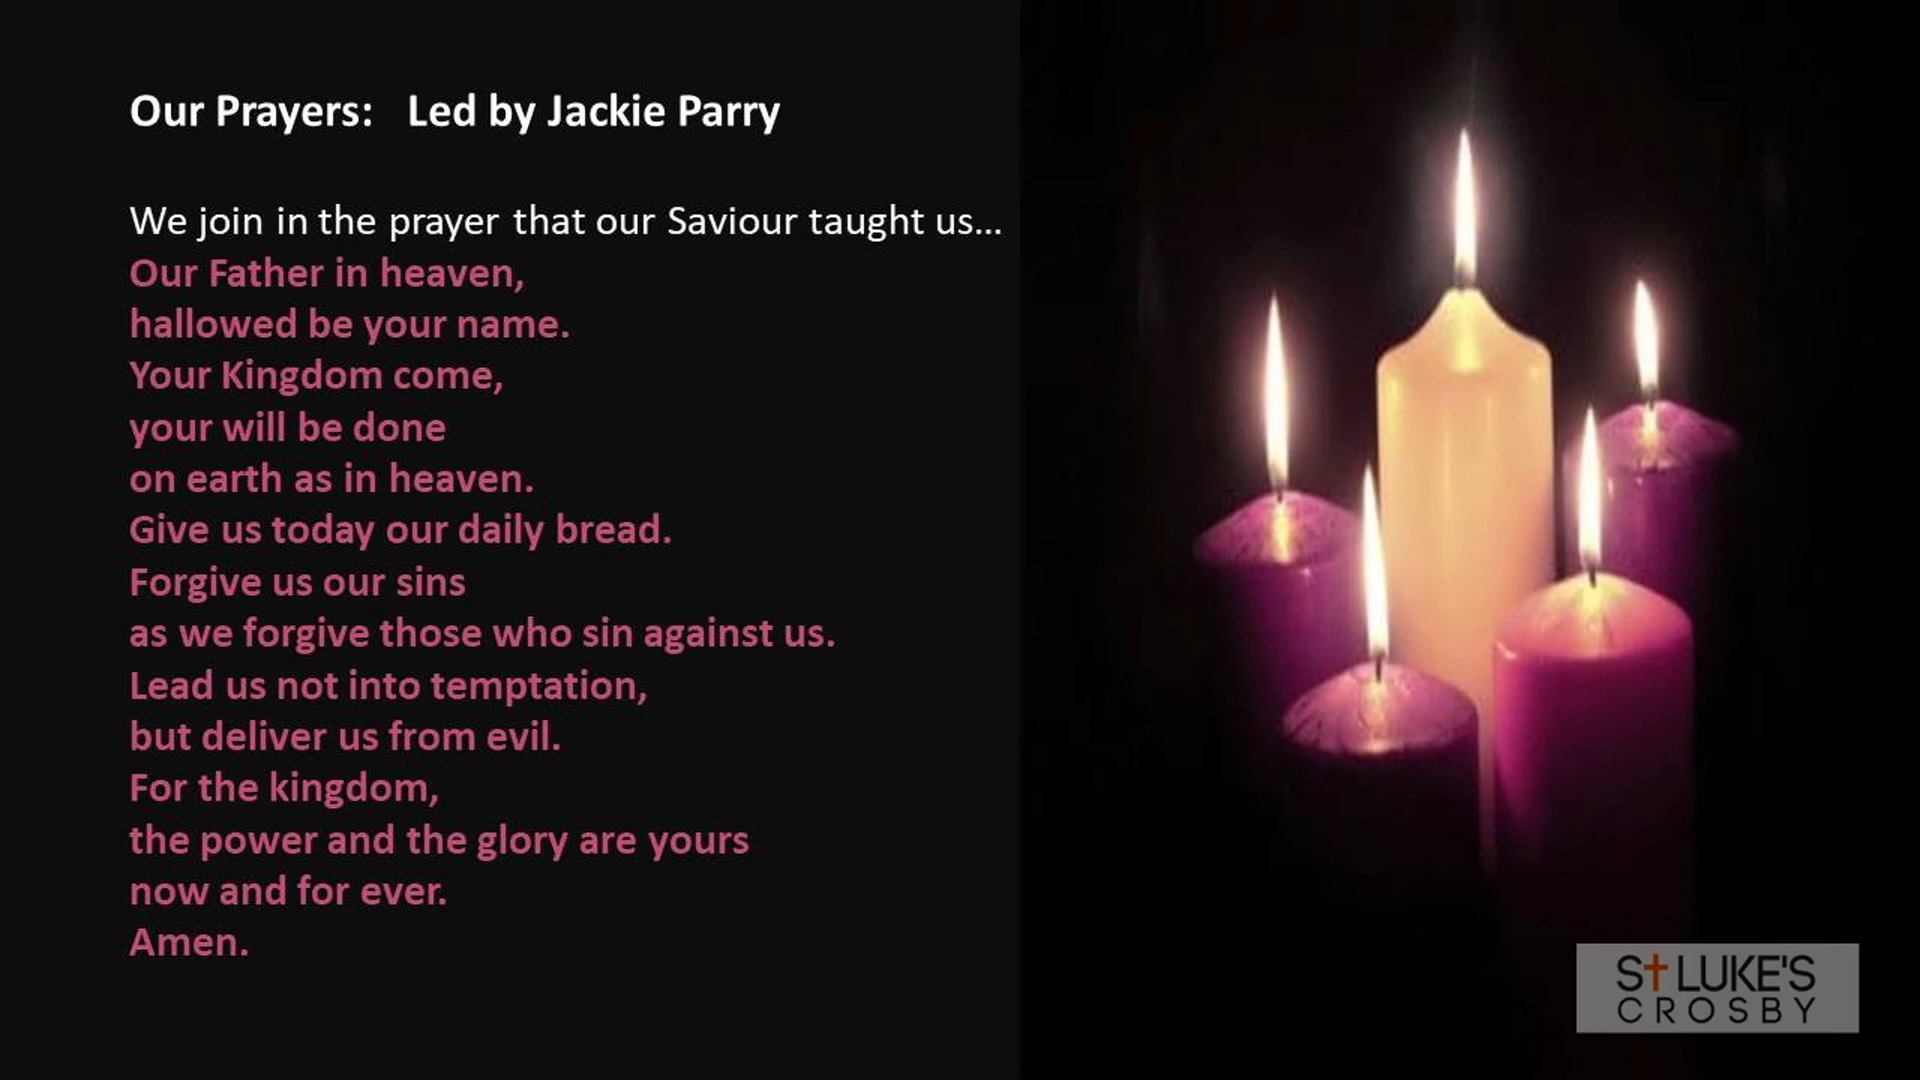 Our Prayers:   Led by Jackie Parry
We join in the prayer that our Saviour taught us...
Our Father in heaven,
hallowed be your name.
Your Kingdom come,
your will be done
on earth as in heaven.
Give us today our daily bread.
Forgive us our sins
as we forgive those who sin against us.
Lead us not into temptation,
but deliver us from evil.
For the kingdom,
the power and the glory are yours
now and for ever.
Amen.
St LUKE'S
CROSBY